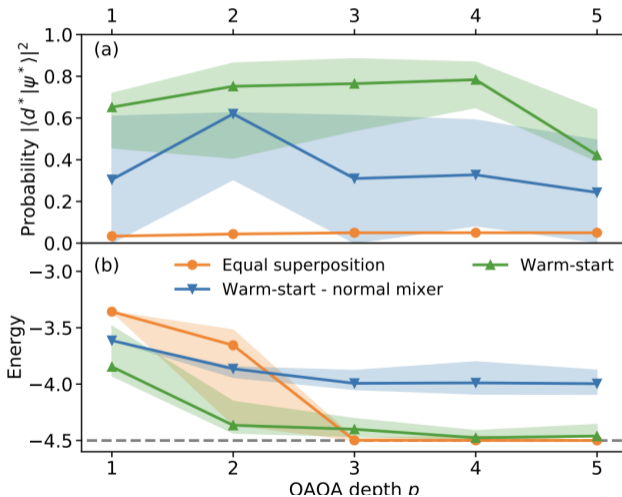 1 2 3 4 5
1.0
(a)
0.8
0.6
0.4
0.2
0.0
Probability |⟨d*|ψ*⟩|²
(b)
Equal superposition
Warm-start
Warm-start - normal mixer
−3.0
−3.5
−4.0
−4.5
Energy
1 2 3 4 5
QAOA depth p